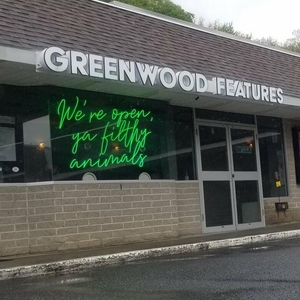 GREENWOOD FEATURES
We're open,
ya filthy
animals